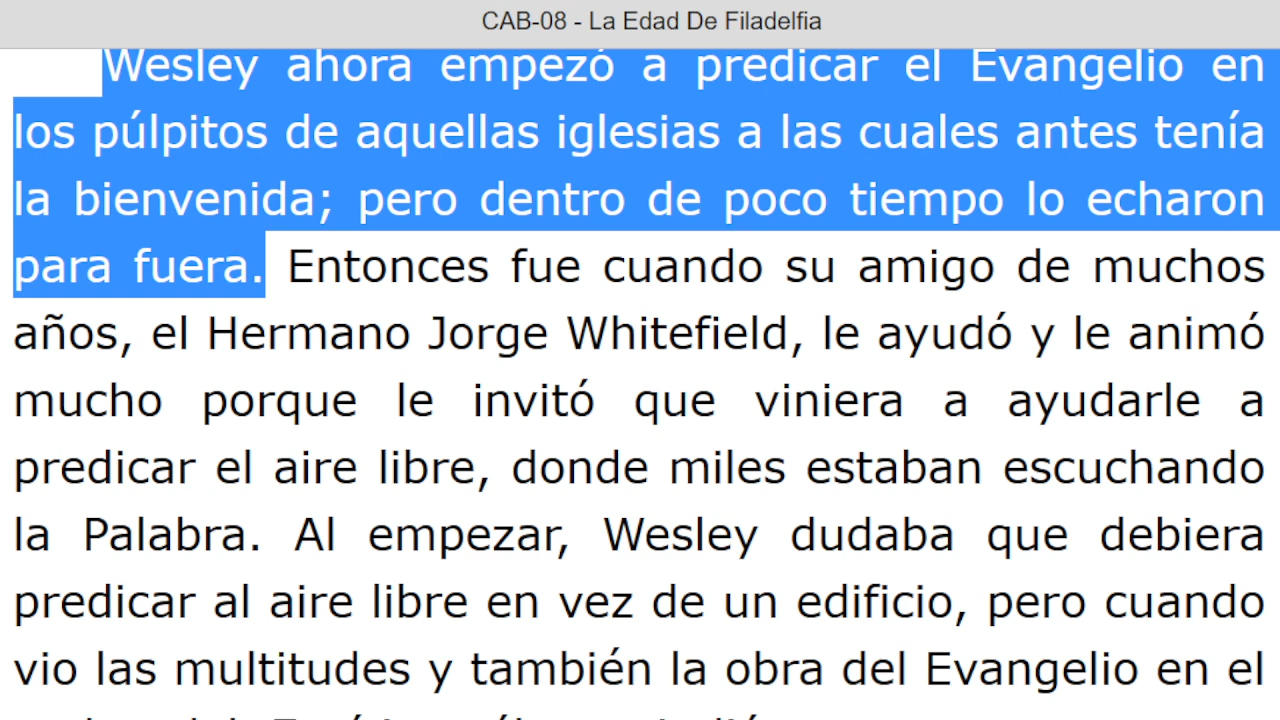 CAB-08 - La Edad De Filadelfia
Wesley ahora empezó a predicar el Evangelio en
los púlpitos de aquellas iglesias a las cuales antes tenía
la bienvenida; pero dentro de poco tiempo lo echaron
para fuera. Entonces fue cuando su amigo de muchos
años, el Hermano Jorge Whitefield, le ayudó y le animó
mucho porque le invitó que viniera a ayudarle a
predicar el aire libre, donde miles estaban escuchando
la Palabra. Al empezar, Wesley dudaba que debiera
predicar al aire libre en vez de un edificio, pero cuando
vio las multitudes y también la obra del Evangelio en el